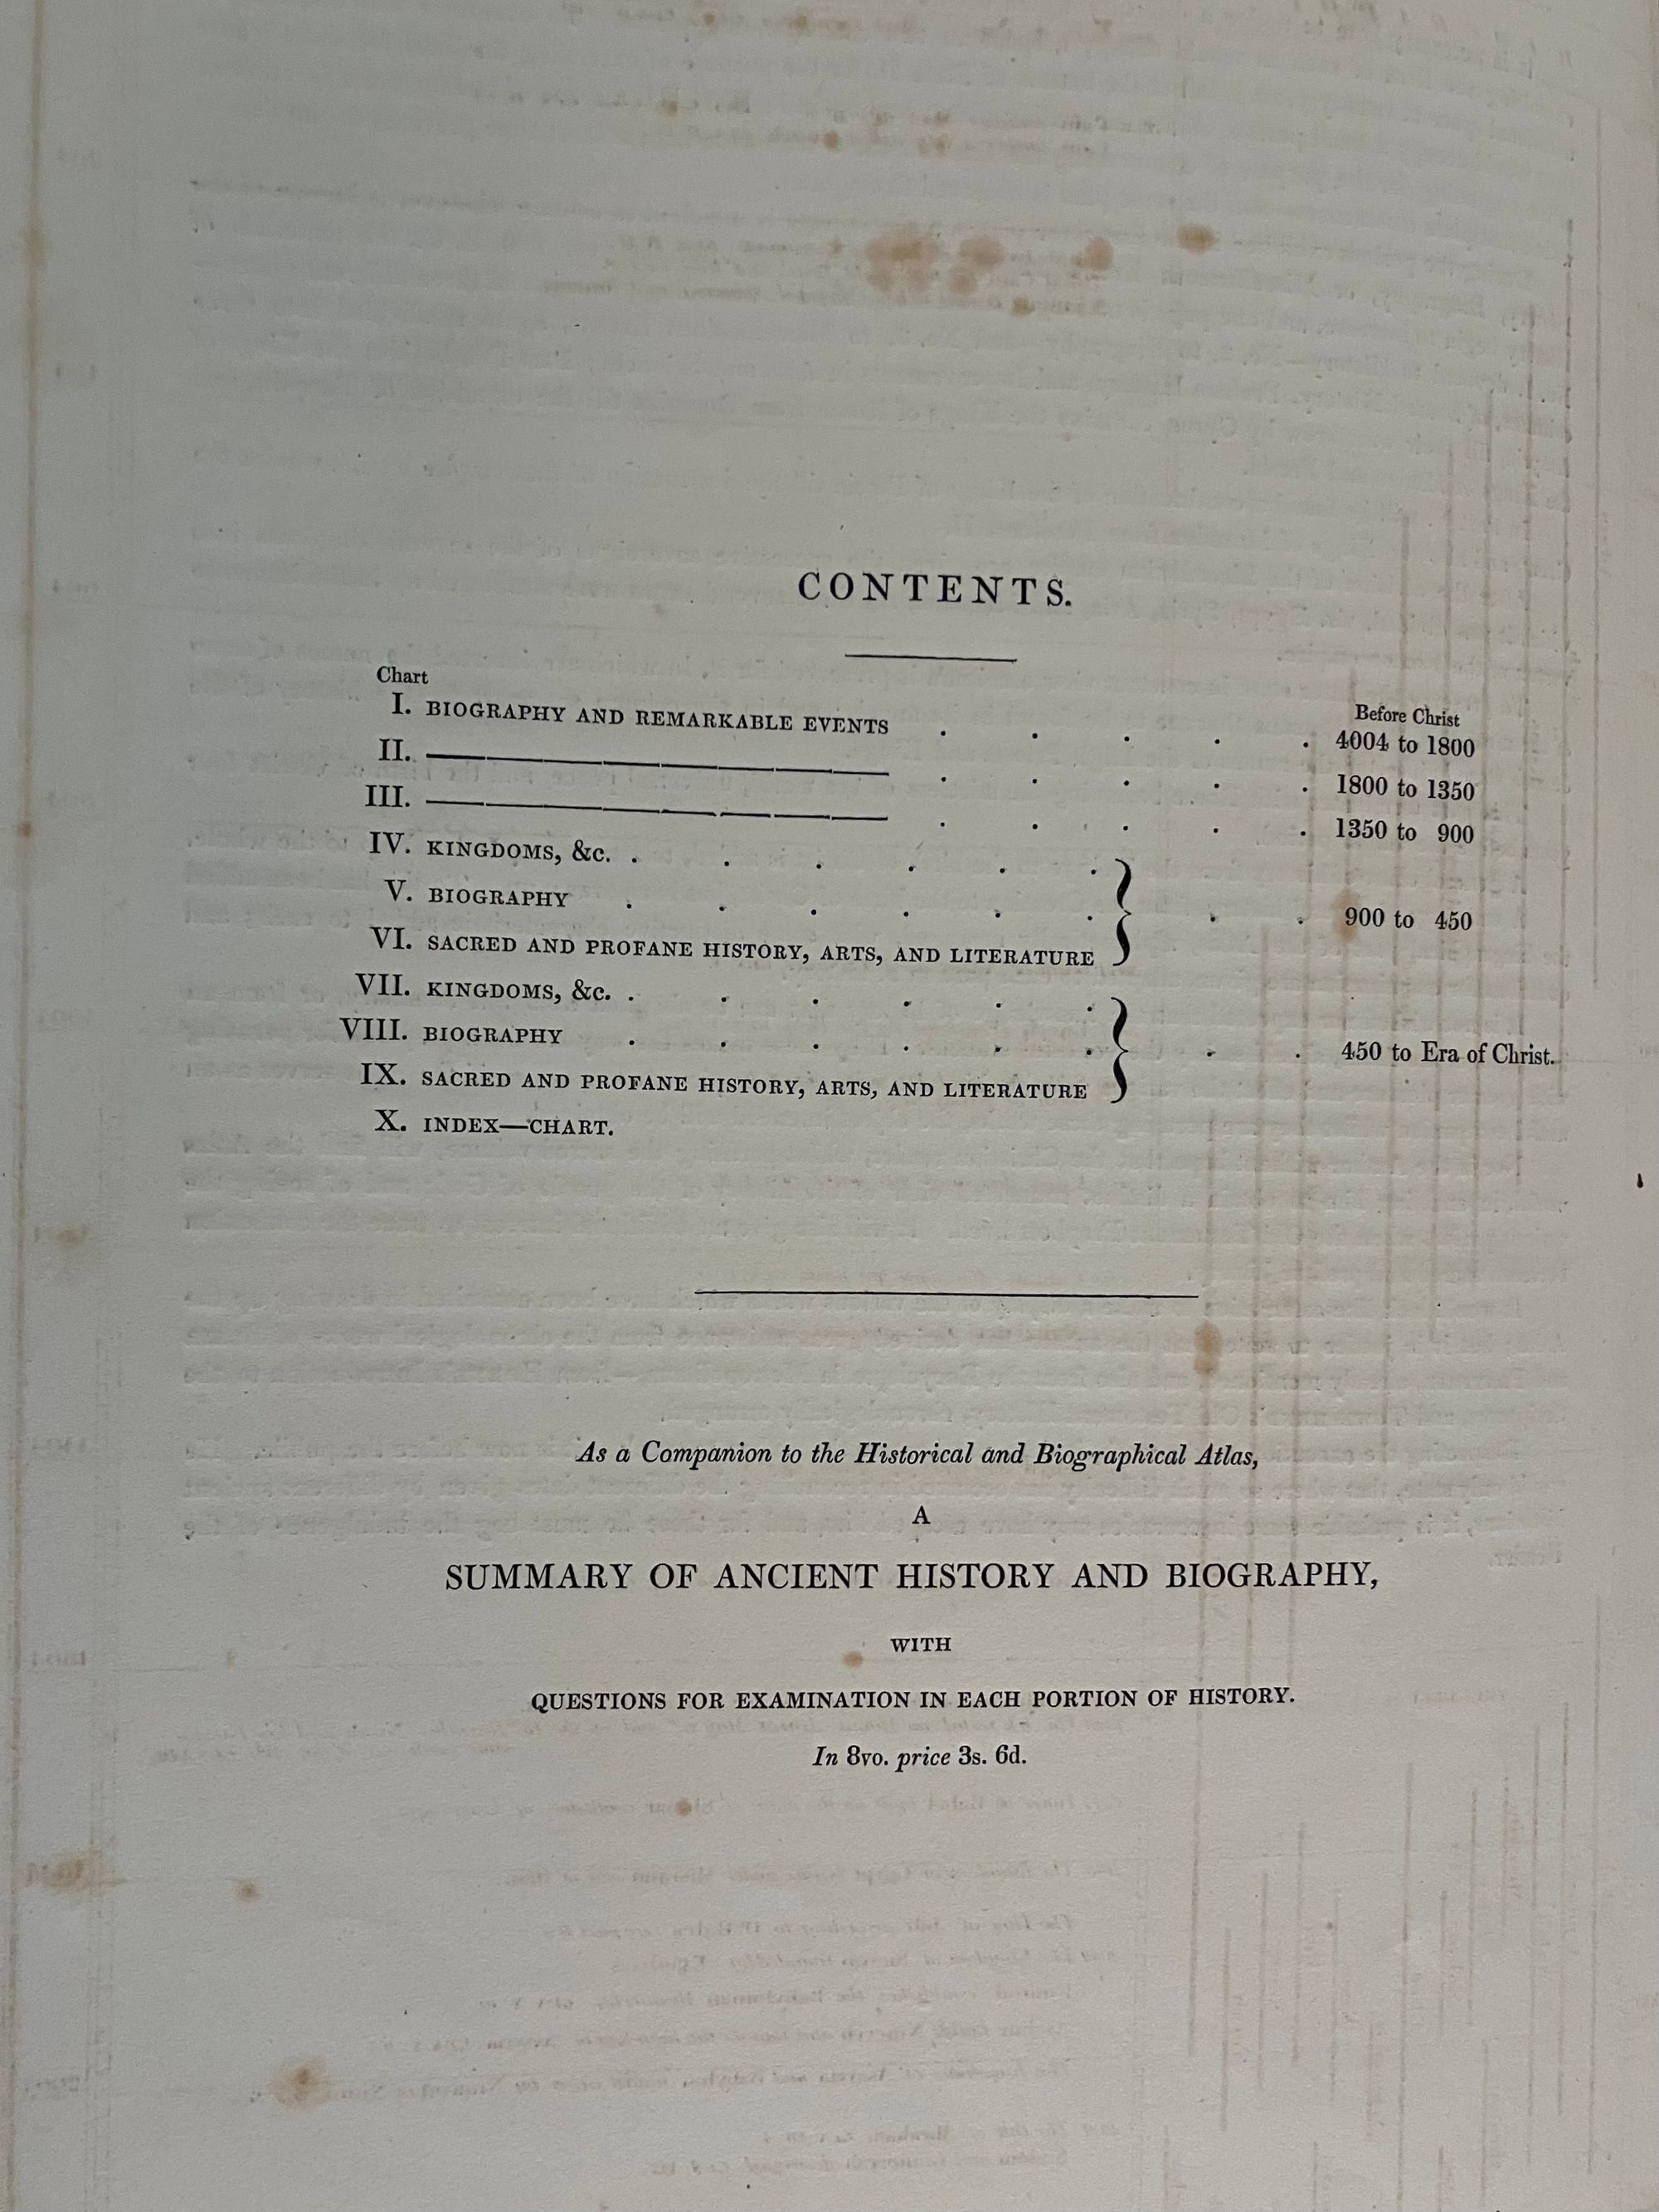 CONTENTS.
Chart
Before Christ
I. BIOGRAPHY AND REMARKABLE EVENTS . . . . . 4004 to 1800
II. —————— . . . . . 1800 to 1350
III. —————— . . . . . 1350 to 900
IV. KINGDOMS, &c. . . . . . .
V. BIOGRAPHY . . . . . . } . . 900 to 450
VI. SACRED AND PROFANE HISTORY, ARTS, AND LITERATURE
VII. KINGDOMS, &c. . . . . . .
VIII. BIOGRAPHY . . . . . . } . . 450 to Era of Christ.
IX. SACRED AND PROFANE HISTORY, ARTS, AND LITERATURE
X. INDEX—CHART.
As a Companion to the Historical and Biographical Atlas,
A
SUMMARY OF ANCIENT HISTORY AND BIOGRAPHY,
WITH
QUESTIONS FOR EXAMINATION IN EACH PORTION OF HISTORY.
In 8vo. price 3s. 6d.